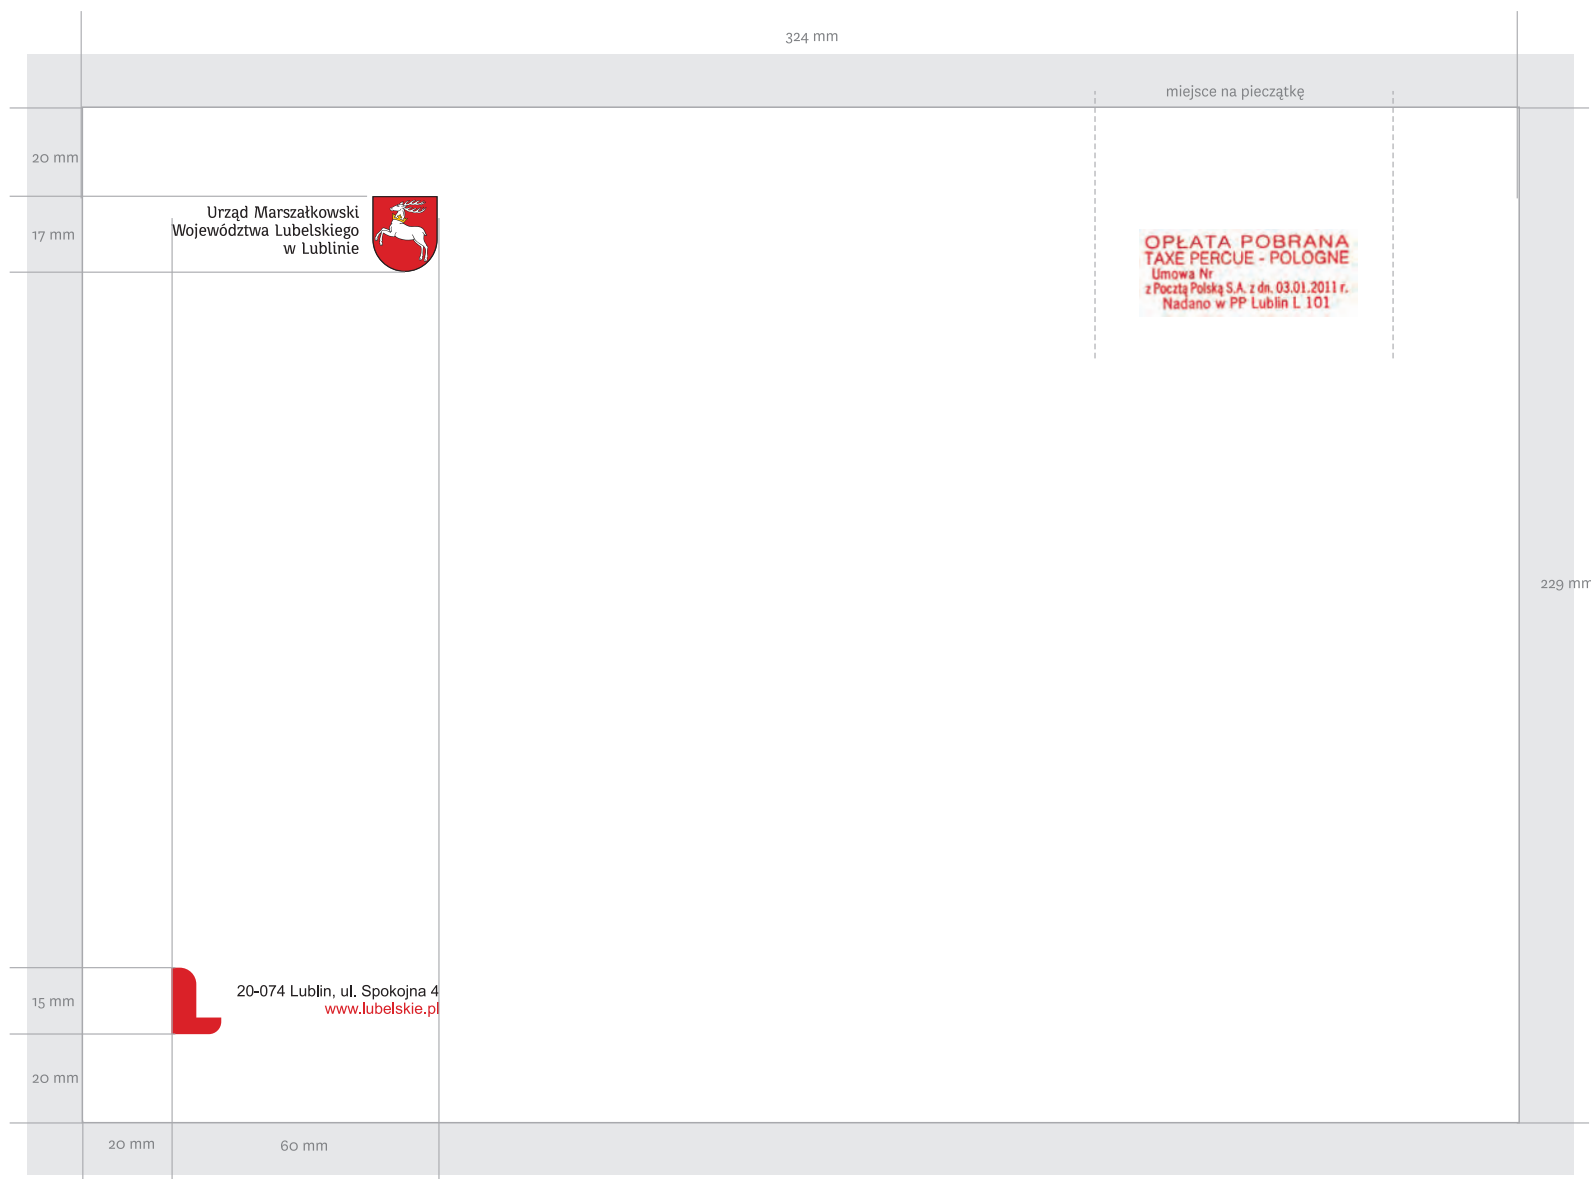 324 mm
miejsce na pieczątkę
20 mm
Urząd Marszałkowski
Województwa Lubelskiego
w Lublinie
17 mm
OPŁATA POBRANA
TAXE PERCUE - POLOGNE
Umowa Nr
z Pocztą Polską S.A. z dn. 03.01.2011 r.
Nadano w PP Lublin L 101
229 mm
15 mm
20-074 Lublin, ul. Spokojna 4
www.lubelskie.pl
20 mm
20 mm
60 mm